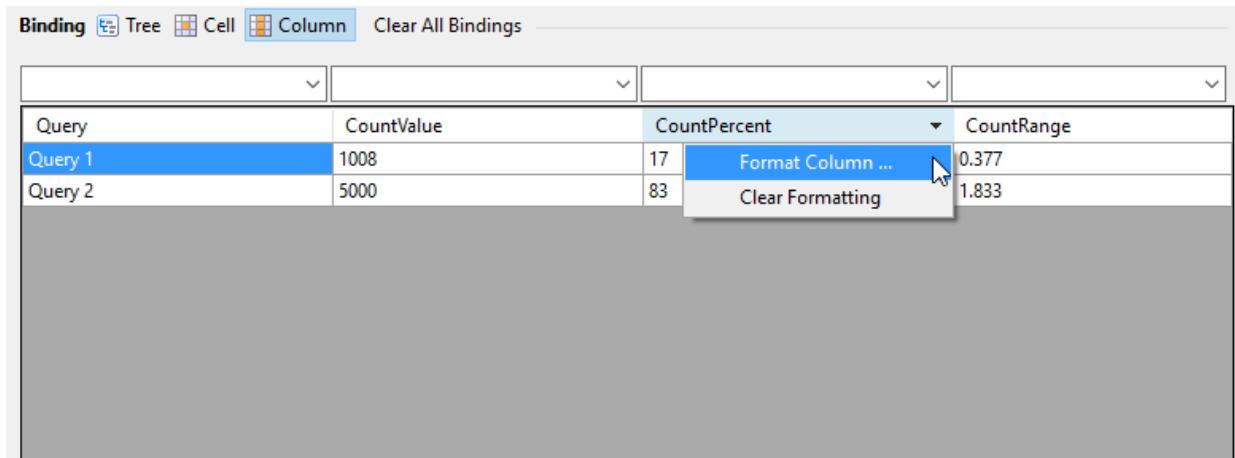 Binding Tree Cell Column Clear All Bindings
Query CountValue CountPercent CountRange
Query 1 1008 17 Format Column ... 0.377
Query 2 5000 83 Clear Formatting 1.833